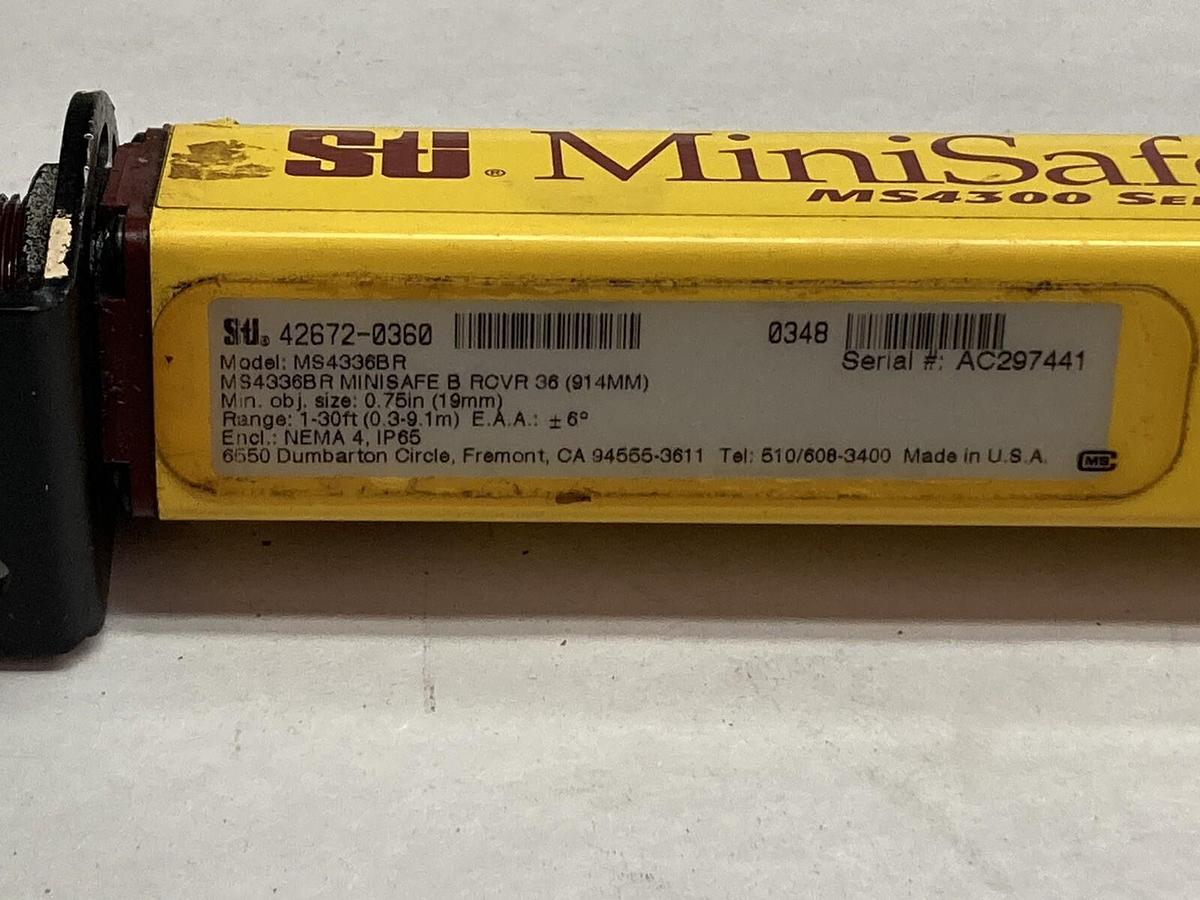 Sti® MiniSaf
MS4300 SE
Sti® 42672-0360 0348
Model: MS4336BR Serial #: AC297441
MS4336BR MINISAFE B RCVR 36 (914MM)
Min. obj. size: 0.75in (19mm)
Range: 1-30ft (0.3-9.1m) E.A.A.: ± 6º
Encl.: NEMA 4, IP65
6550 Dumbarton Circle, Fremont, CA 94555-3611 Tel: 510/608-3400 Made in U.S.A. MS